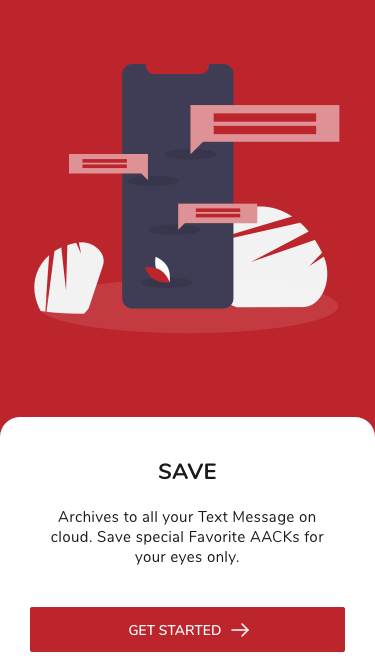 SAVE
Archives to all your Text Message on
cloud. Save special Favorite AACKs for
your eyes only.
GET STARTED →